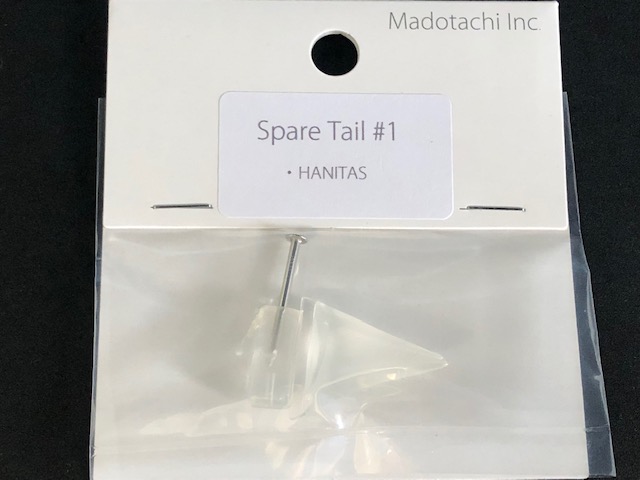 Madotachi Inc.
Spare Tail #1
・HANITAS